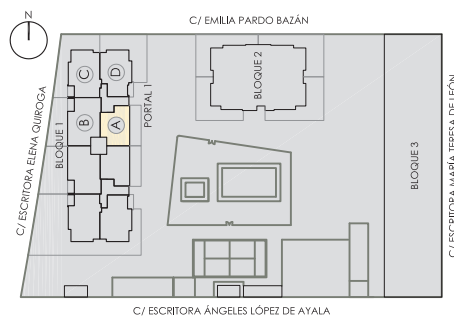 N
C/ EMILIA PARDO BAZÁN
C/ ESCRITORA ELENA QUIROGA
BLOQUE 1
C
D
B
A
PORTAL 1
BLOQUE 2
BLOQUE 3
C/ ESCRITORA MARÍA TERESA DE LEÓN
C/ ESCRITORA ÁNGELES LÓPEZ DE AYALA